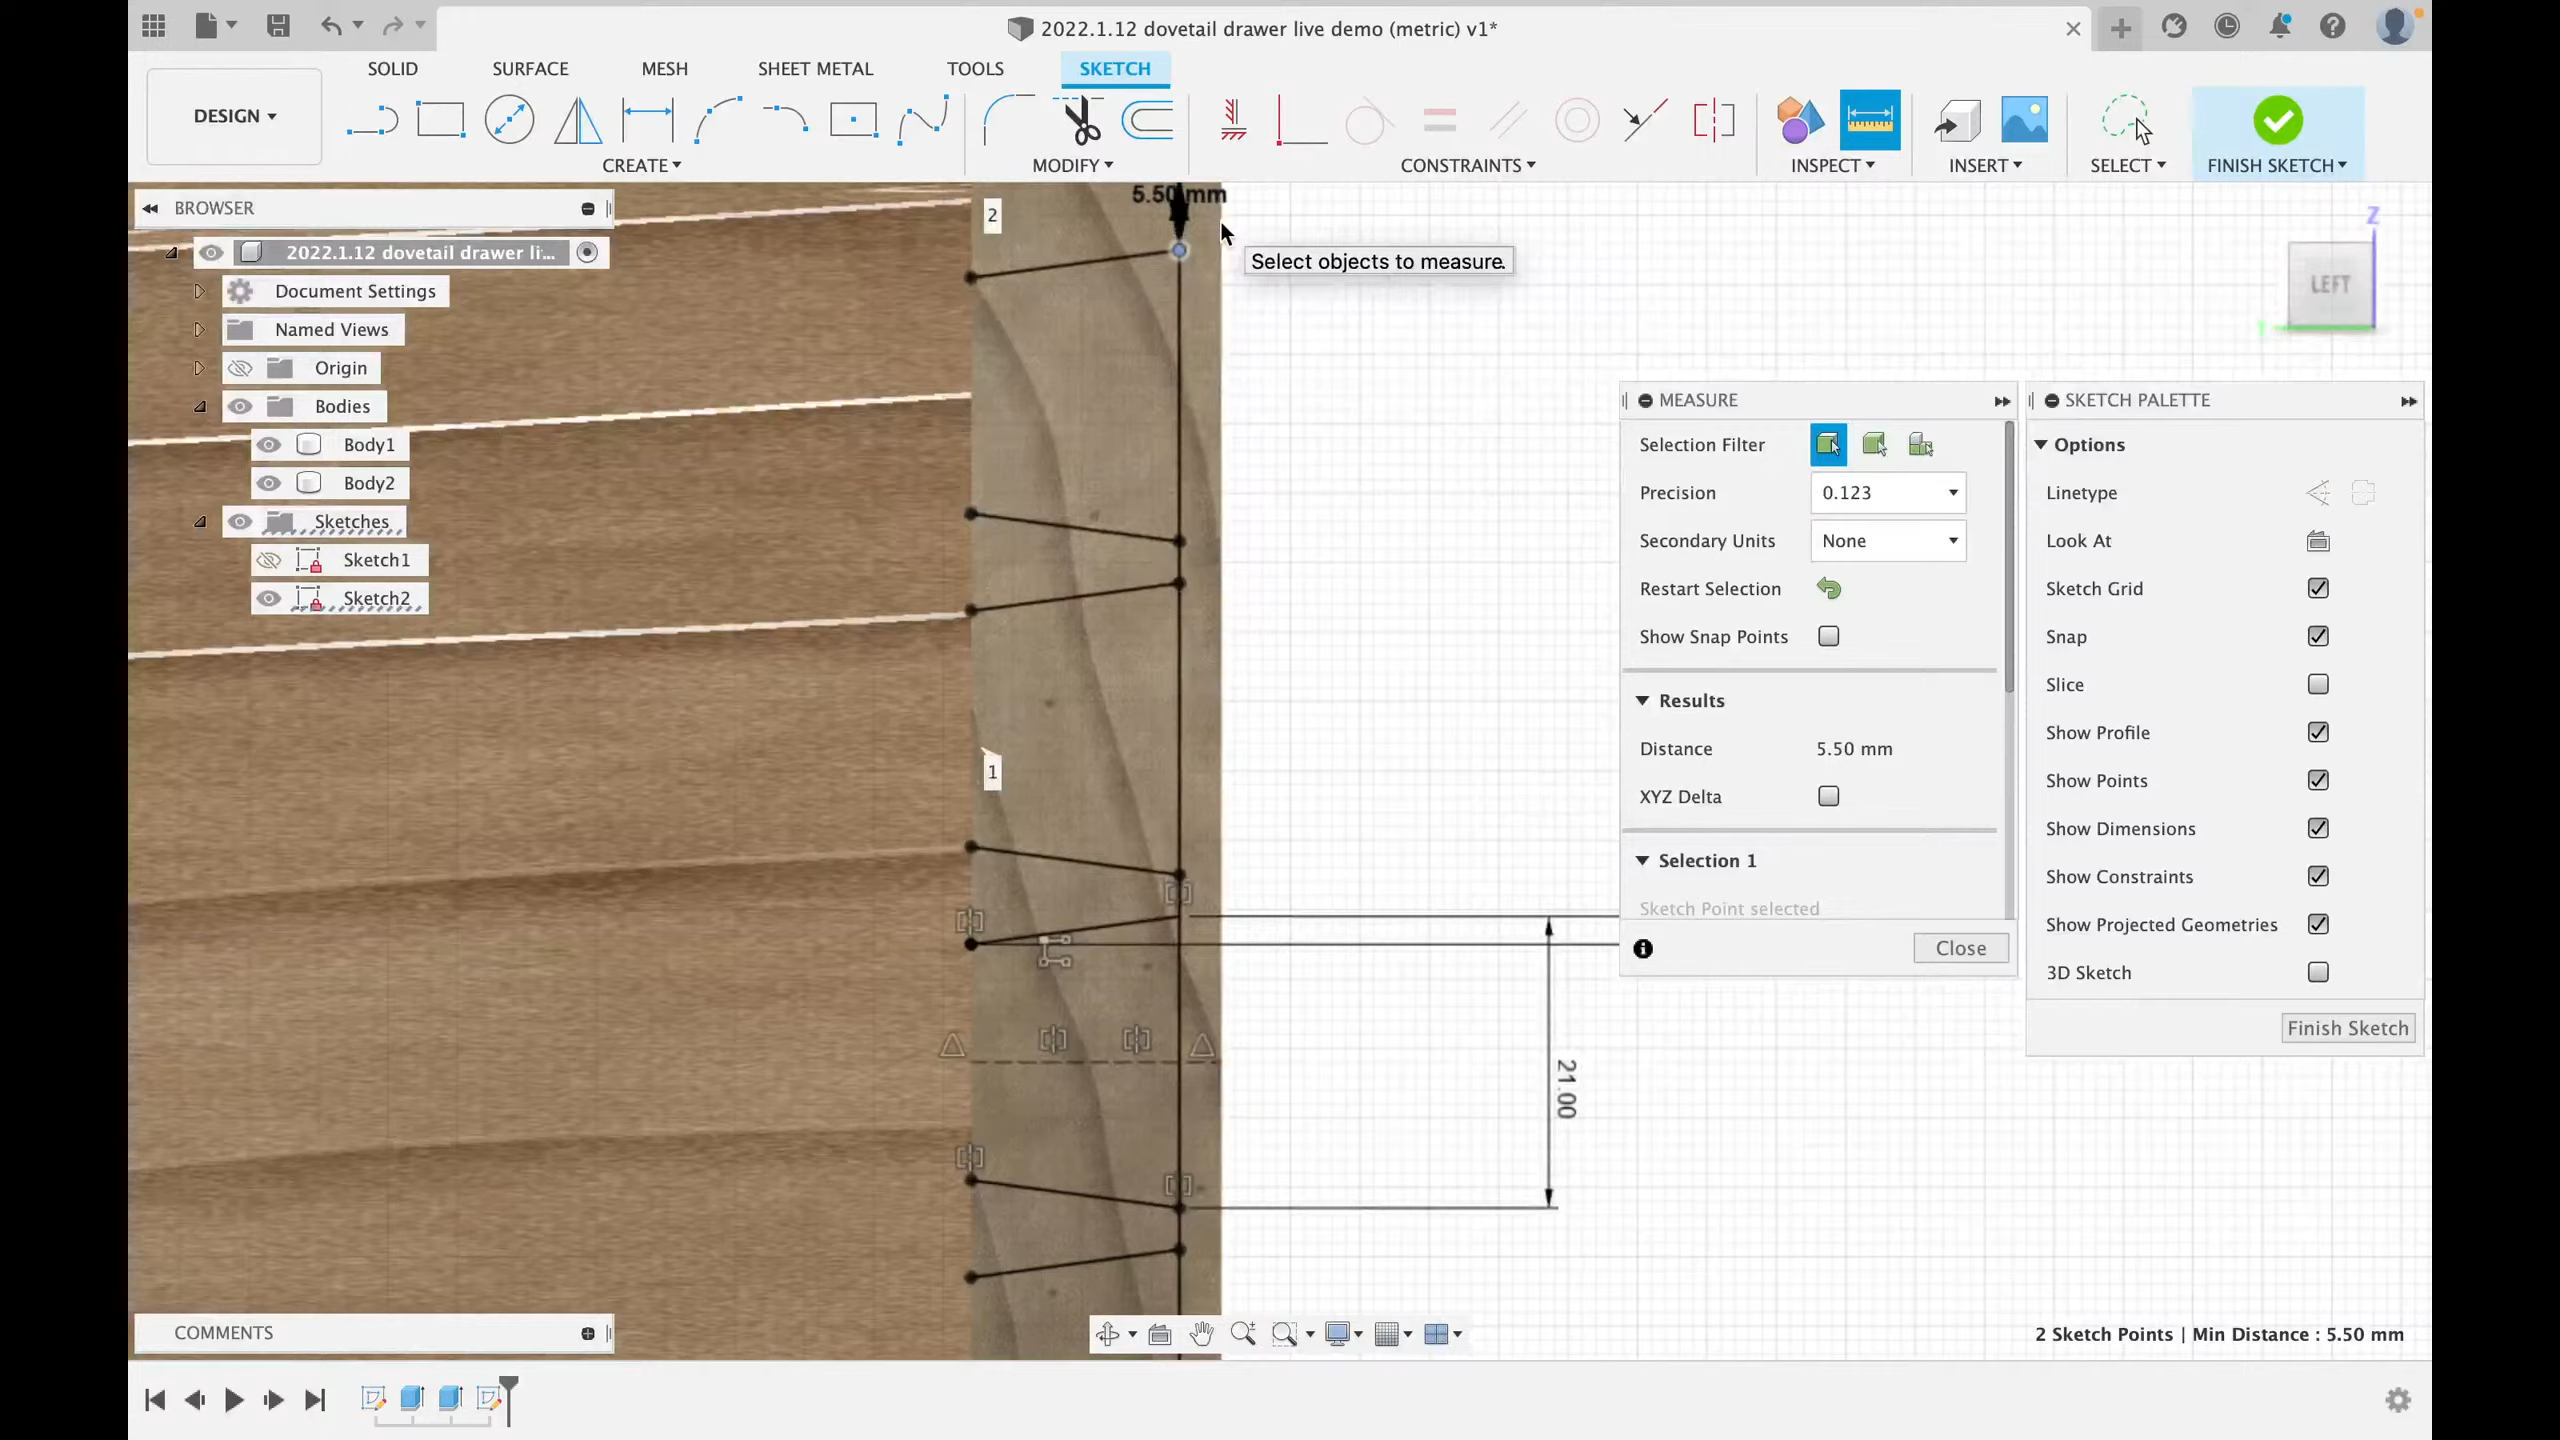 2022.1.12 dovetail drawer live demo (metric) v1*
SOLID SURFACE MESH SHEET METAL TOOLS SKETCH
DESIGN
CREATE MODIFY CONSTRAINTS INSPECT INSERT SELECT FINISH SKETCH
BROWSER
2022.1.12 dovetail drawer li...
Document Settings
Named Views
Origin
Bodies
Body1
Body2
Sketches
Sketch1
Sketch2
5.50 mm
2
Select objects to measure.
1
21.00
Z
LEFT
MEASURE
Selection Filter
Precision 0.123
Secondary Units None
Restart Selection
Show Snap Points
Results
Distance 5.50 mm
XYZ Delta
Selection 1
Sketch Point selected
Close
SKETCH PALETTE
Options
Linetype
Look At
Sketch Grid
Snap
Slice
Show Profile
Show Points
Show Dimensions
Show Constraints
Show Projected Geometries
3D Sketch
Finish Sketch
COMMENTS
2 Sketch Points | Min Distance : 5.50 mm